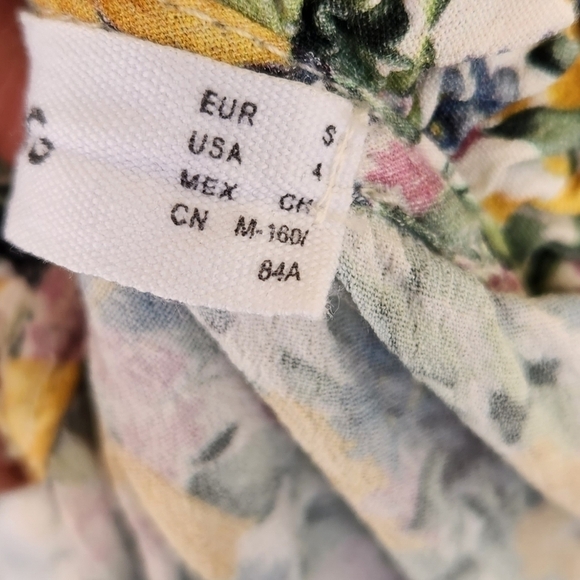 EUR S
USA 4
MEX CH
CN M-160/
84A